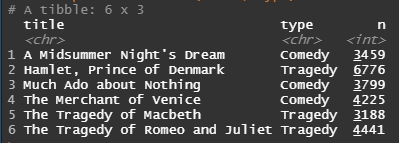 # A tibble: 6 x 3
title type n
<chr> <chr> <int>
1 A Midsummer Night's Dream Comedy 3459
2 Hamlet, Prince of Denmark Tragedy 6776
3 Much Ado about Nothing Comedy 3799
4 The Merchant of Venice Comedy 4225
5 The Tragedy of Macbeth Tragedy 3188
6 The Tragedy of Romeo and Juliet Tragedy 4441